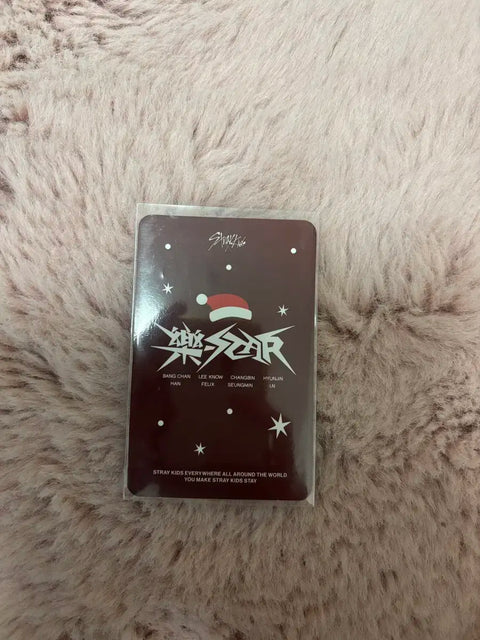 Stray Kids
樂-STAR
BANG CHAN LEE KNOW CHANGBIN HYUNJIN
HAN FELIX SEUNGMIN I.N
STRAY KIDS EVERYWHERE ALL AROUND THE WORLD
YOU MAKE STRAY KIDS STAY